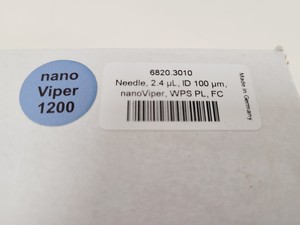 nano
Viper
1200
6820.3010
Needle, 2.4 µL, ID 100 µm,
nanoViper, WPS PL, FC
Made in Germany